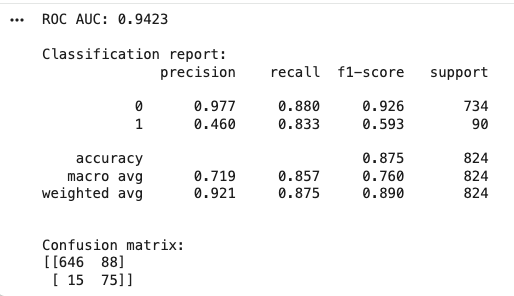 ... ROC AUC: 0.9423
Classification report:
precision recall f1-score support
0 0.977 0.880 0.926 734
1 0.460 0.833 0.593 90
accuracy 0.875 824
macro avg 0.719 0.857 0.760 824
weighted avg 0.921 0.875 0.890 824
Confusion matrix:
[[646 88]
[ 15 75]]